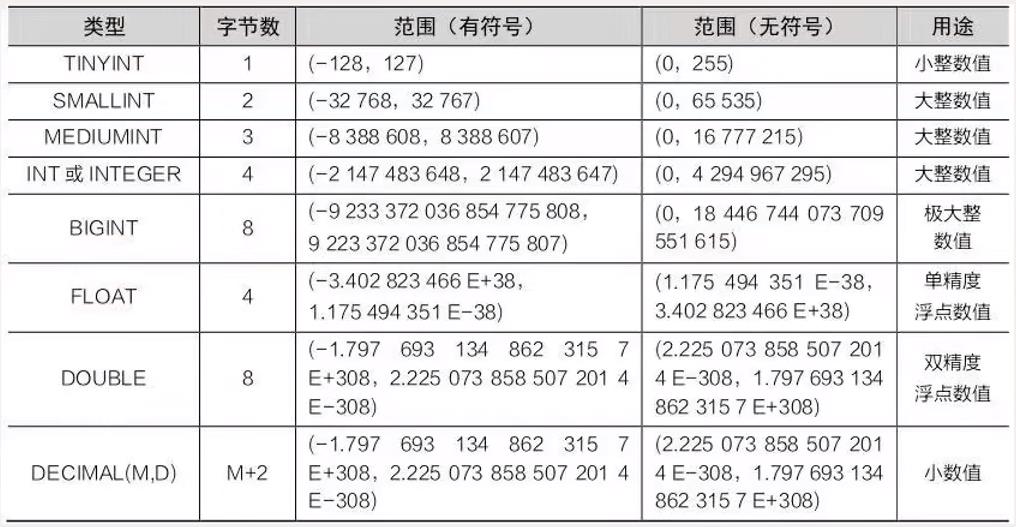 类型 字节数 范围（有符号） 范围（无符号） 用途
TINYINT 1 (-128，127) (0，255) 小整数值
SMALLINT 2 (-32 768，32 767) (0，65 535) 大整数值
MEDIUMINT 3 (-8 388 608，8 388 607) (0，16 777 215) 大整数值
INT 或 INTEGER 4 (-2 147 483 648，2 147 483 647) (0，4 294 967 295) 大整数值
BIGINT 8 (-9 233 372 036 854 775 808，
9 223 372 036 854 775 807)
(0，18 446 744 073 709
551 615)
极大整
数值
FLOAT 4 (-3.402 823 466 E+38，
1.175 494 351 E-38)
(1.175 494 351 E-38，
3.402 823 466 E+38)
单精度
浮点数值
DOUBLE 8 (-1.797 693 134 862 315 7
E+308，2.225 073 858 507 201 4
E-308)
(2.225 073 858 507 201
4 E-308，1.797 693 134
862 315 7 E+308)
双精度
浮点数值
DECIMAL(M,D) M+2 (-1.797 693 134 862 315 7
E+308，2.225 073 858 507 201 4
E-308)
(2.225 073 858 507 201
4 E-308，1.797 693 134
862 315 7 E+308)
小数值